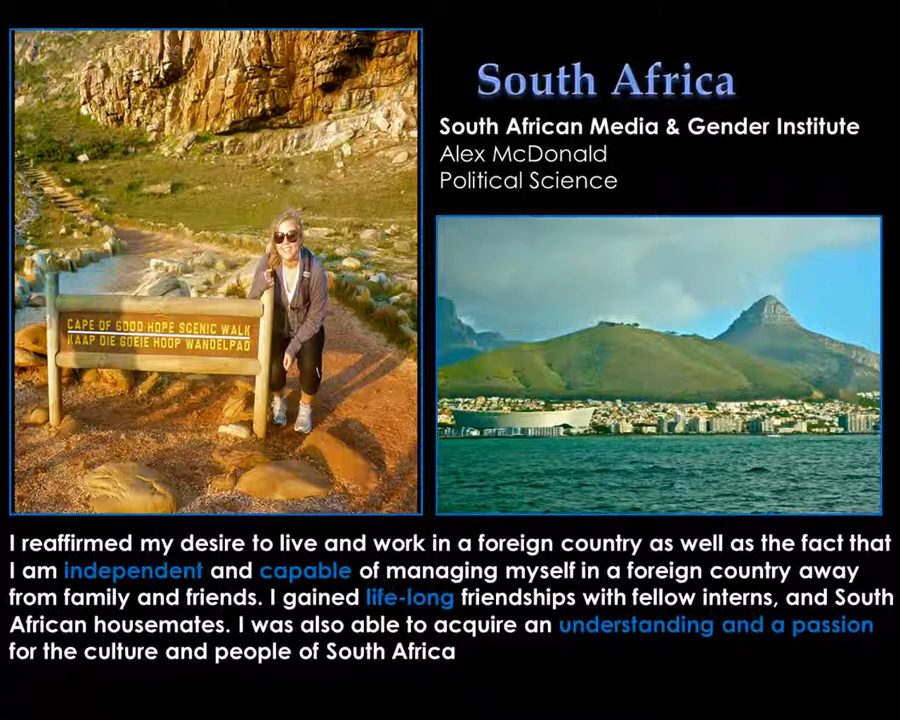 South Africa
South African Media & Gender Institute
Alex McDonald
Political Science
CAPE OF GOOD HOPE SCENIC WALK
KAAP DIE GOEIE HOOP WANDELPAD
I reaffirmed my desire to live and work in a foreign country as well as the fact that
I am independent and capable of managing myself in a foreign country away
from family and friends. I gained life-long friendships with fellow interns, and South
African housemates. I was also able to acquire an understanding and a passion
for the culture and people of South Africa